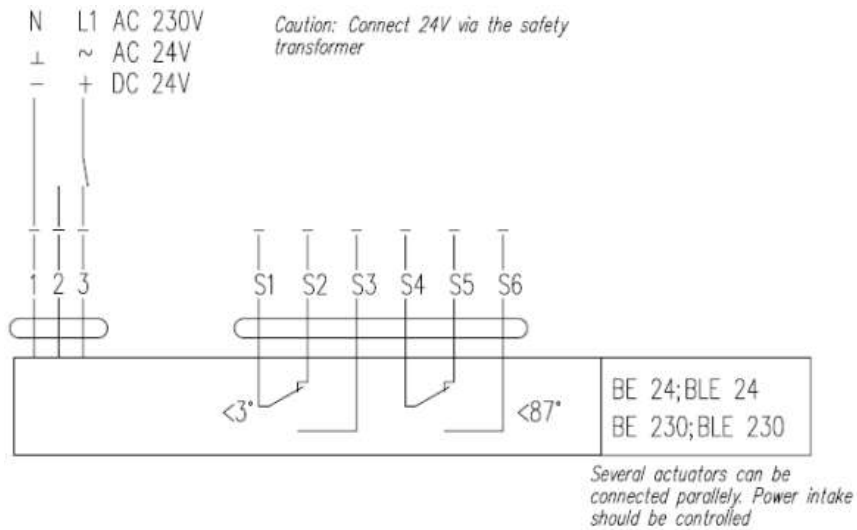 N L1 AC 230V
⊥ ~ AC 24V
− + DC 24V
Caution: Connect 24V via the safety
transformer
1 2 3 S1 S2 S3 S4 S5 S6
<3° <87°
BE 24;BLE 24
BE 230;BLE 230
Several actuators can be
connected parallely. Power intake
should be controlled